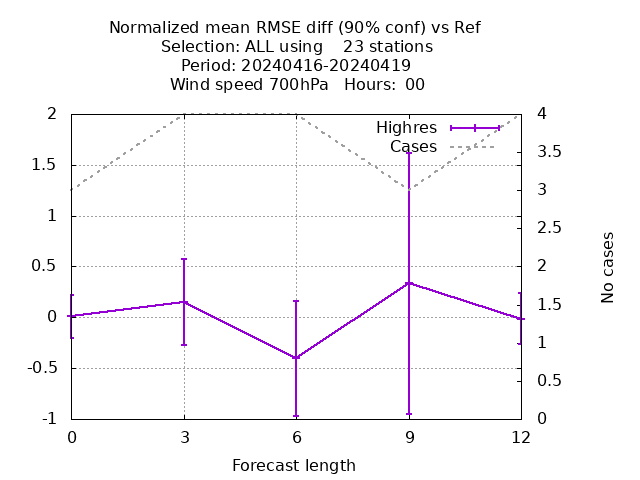 Normalized mean RMSE diff (90% conf) vs Ref
Selection: ALL using    23 stations
Period: 20240416-20240419
Wind speed 700hPa   Hours:  00
Highres
Cases
2
1.5
1
0.5
0
-0.5
-1
4
3.5
3
2.5
2
1.5
1
0.5
0
No cases
0
3
6
9
12
Forecast length